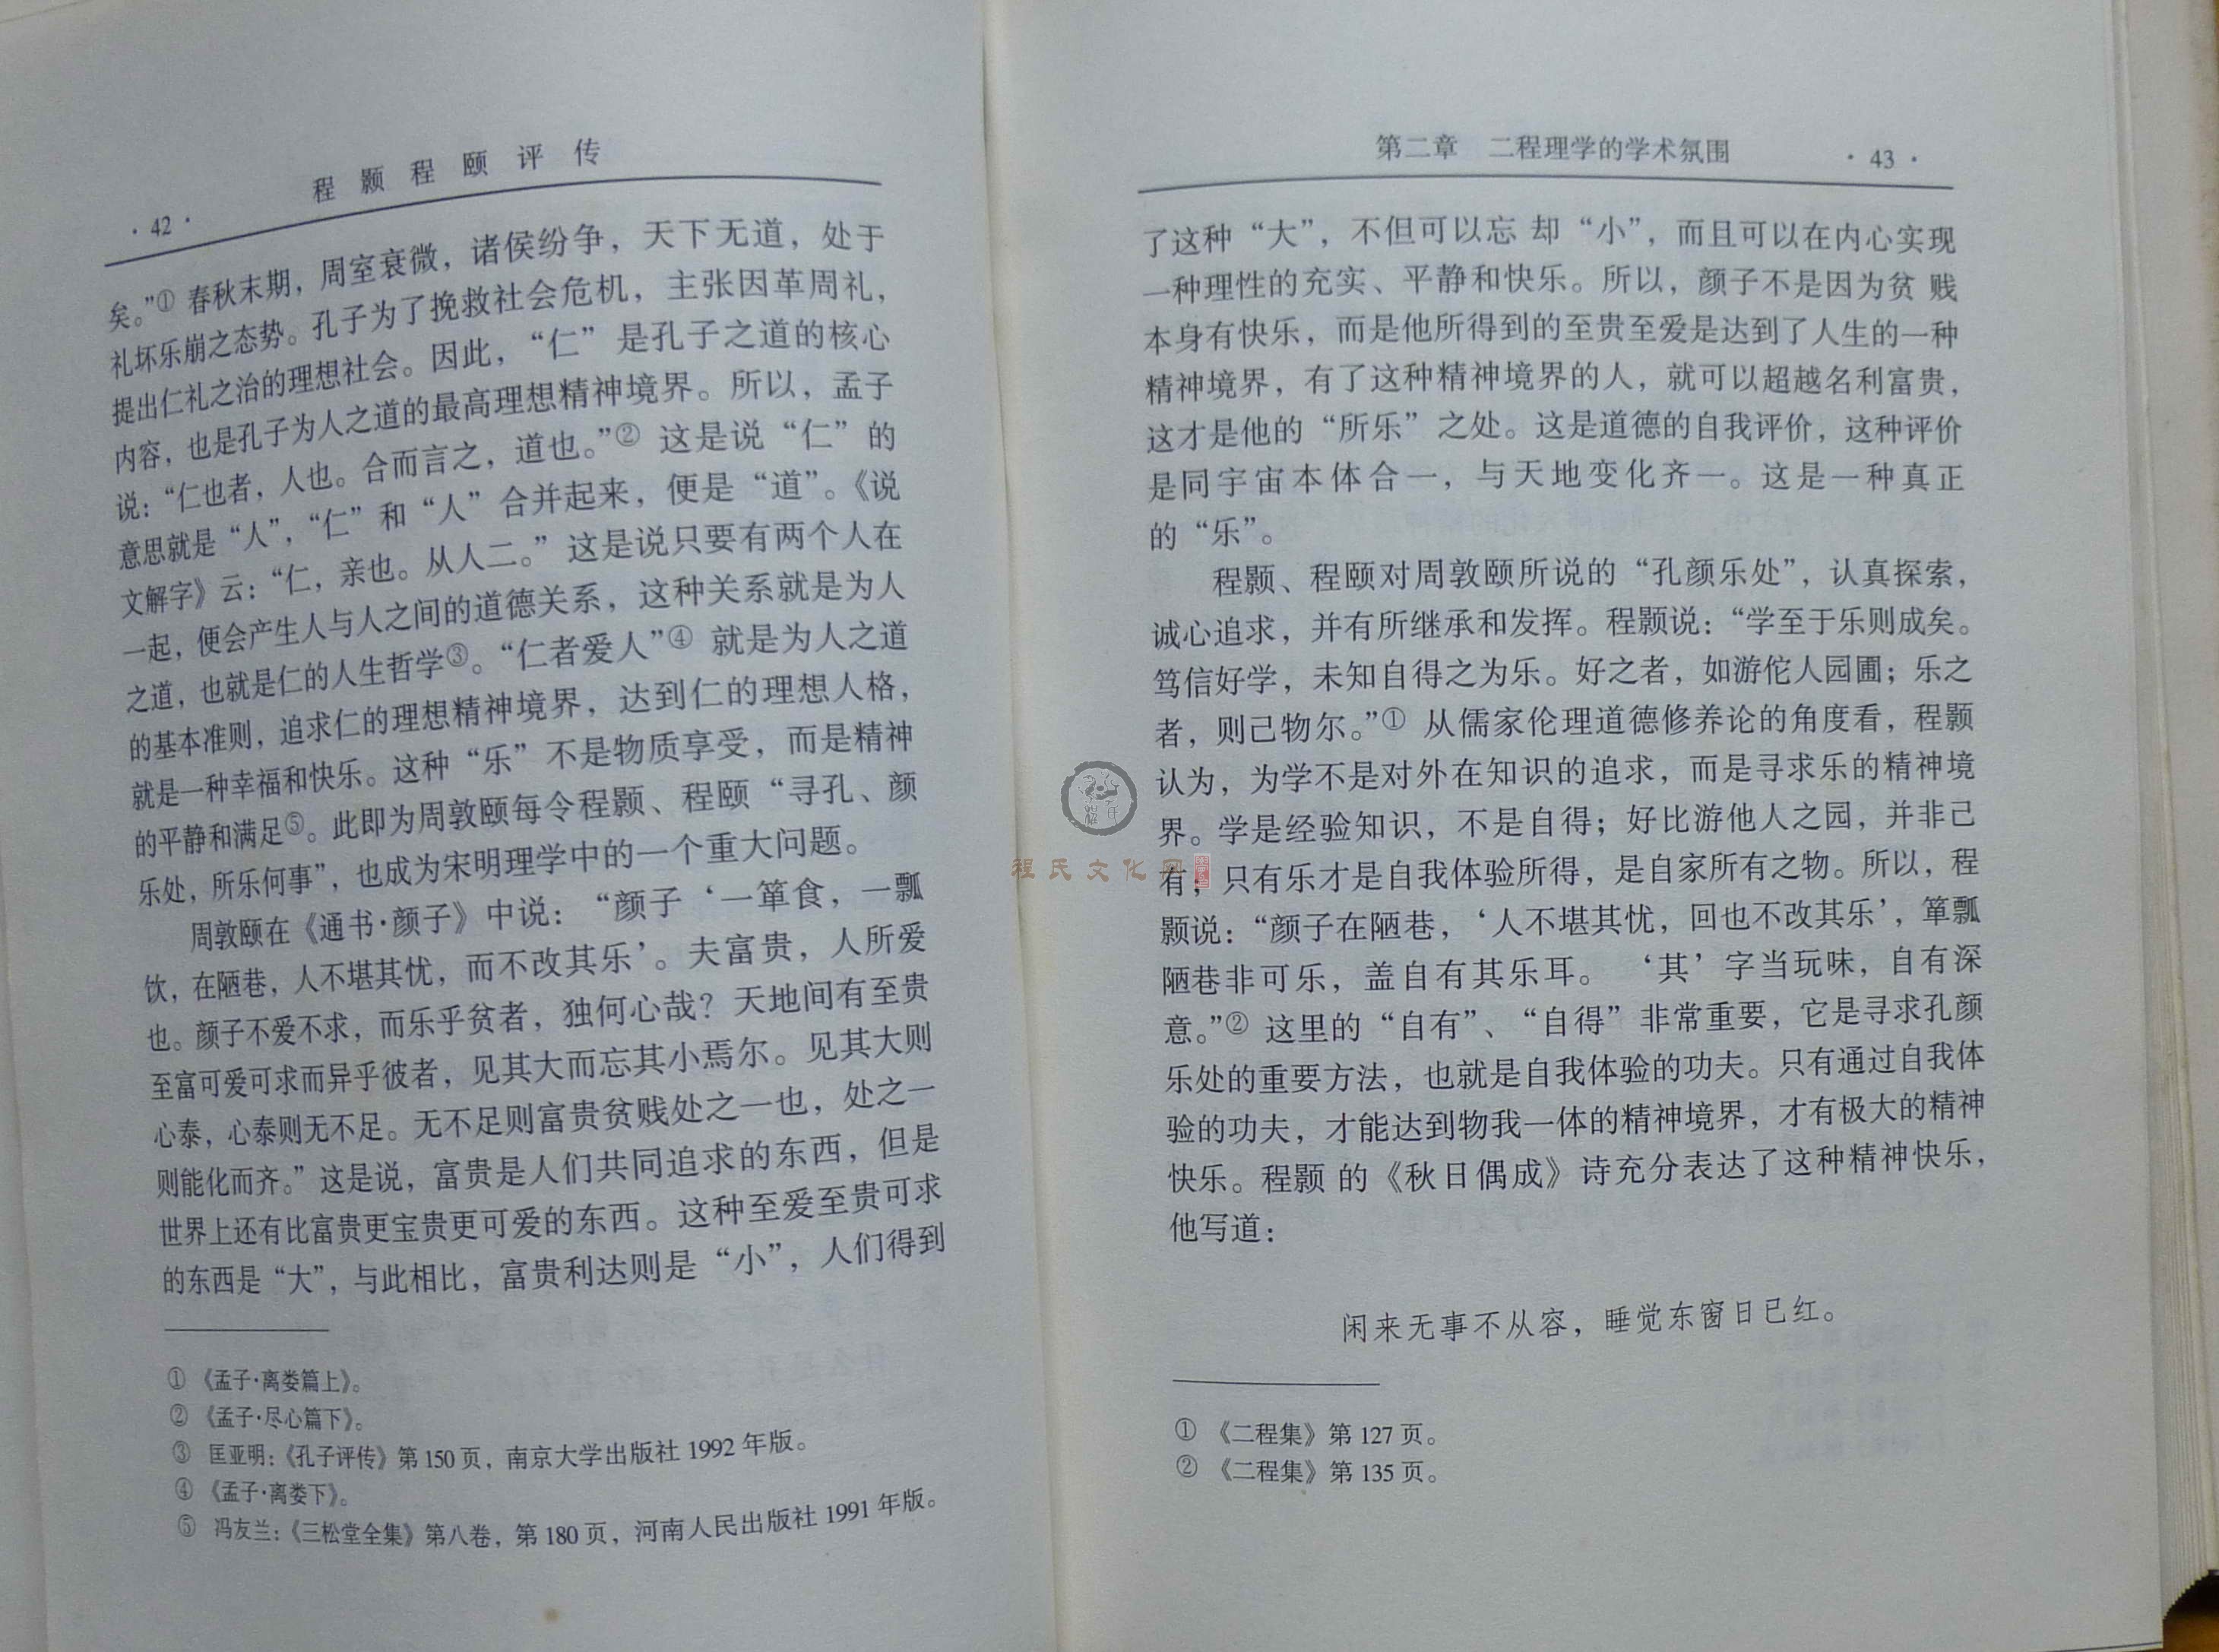 ·42·
程颢程颐评传
矣。”① 春秋末期，周室衰微，诸侯纷争，天下无道，处于
礼坏乐崩之态势。孔子为了挽救社会危机，主张因革周礼，
提出仁礼之治的理想社会。因此，“仁”是孔子之道的核心
内容，也是孔子为人之道的最高理想精神境界。所以，孟子
说：“仁也者，人也。合而言之，道也。”② 这是说“仁”的
意思就是“人”，“仁”和“人”合并起来，便是“道”。《说
文解字》云：“仁，亲也。从人二。”这是说只要有两个人在
一起，便会产生人与人之间的道德关系，这种关系就是为人
之道，也就是仁的人生哲学③。“仁者爱人”④ 就是为人之道
的基本准则，追求仁的理想精神境界，达到仁的理想人格，
就是一种幸福和快乐。这种“乐”不是物质享受，而是精神
的平静和满足⑤。此即为周敦颐每令程颢、程颐“寻孔、颜
乐处，所乐何事”，也成为宋明理学中的一个重大问题。
周敦颐在《通书·颜子》中说：“颜子‘一箪食，一瓢
饮，在陋巷，人不堪其忧，而不改其乐’。夫富贵，人所爱
也。颜子不爱不求，而乐乎贫者，独何心哉？天地间有至贵
至富可爱可求而异乎彼者，见其大而忘其小焉尔。见其大则
心泰，心泰则无不足。无不足则富贵贫贱处之一也，处之一
则能化而齐。”这是说，富贵是人们共同追求的东西，但是
世界上还有比富贵更宝贵更可爱的东西。这种至爱至贵可求
的东西是“大”，与此相比，富贵利达则是“小”，人们得到
① 《孟子·离娄篇上》。
② 《孟子·尽心篇下》。
③ 匡亚明：《孔子评传》第150页，南京大学出版社1992年版。
④ 《孟子·离娄下》。
⑤ 冯友兰：《三松堂全集》第八卷，第180页，河南人民出版社1991年版。
第二章 二程理学的学术氛围
·43·
了这种“大”，不但可以忘却“小”，而且可以在内心实现
一种理性的充实、平静和快乐。所以，颜子不是因为贫贱
本身有快乐，而是他所得到的至贵至爱是达到了人生的一种
精神境界，有了这种精神境界的人，就可以超越名利富贵，
这才是他的“所乐”之处。这是道德的自我评价，这种评价
是同宇宙本体合一，与天地变化齐一。这是一种真正
的“乐”。
程颢、程颐对周敦颐所说的“孔颜乐处”，认真探索，
诚心追求，并有所继承和发挥。程颢说：“学至于乐则成矣。
笃信好学，未知自得之为乐。好之者，如游佗人园圃；乐之
者，则己物尔。”① 从儒家伦理道德修养论的角度看，程颢
认为，为学不是对外在知识的追求，而是寻求乐的精神境
界。学是经验知识，不是自得；好比游他人之园，并非己
有；只有乐才是自我体验所得，是自家所有之物。所以，程
颢说：“颜子在陋巷，‘人不堪其忧，回也不改其乐’，箪瓢
陋巷非可乐，盖自有其乐耳。‘其’字当玩味，自有深
意。”② 这里的“自有”、“自得”非常重要，它是寻求孔颜
乐处的重要方法，也就是自我体验的功夫。只有通过自我体
验的功夫，才能达到物我一体的精神境界，才有极大的精神
快乐。程颢的《秋日偶成》诗充分表达了这种精神快乐，
他写道：
闲来无事不从容，睡觉东窗日已红。
① 《二程集》第127页。
② 《二程集》第135页。
程氏文化网